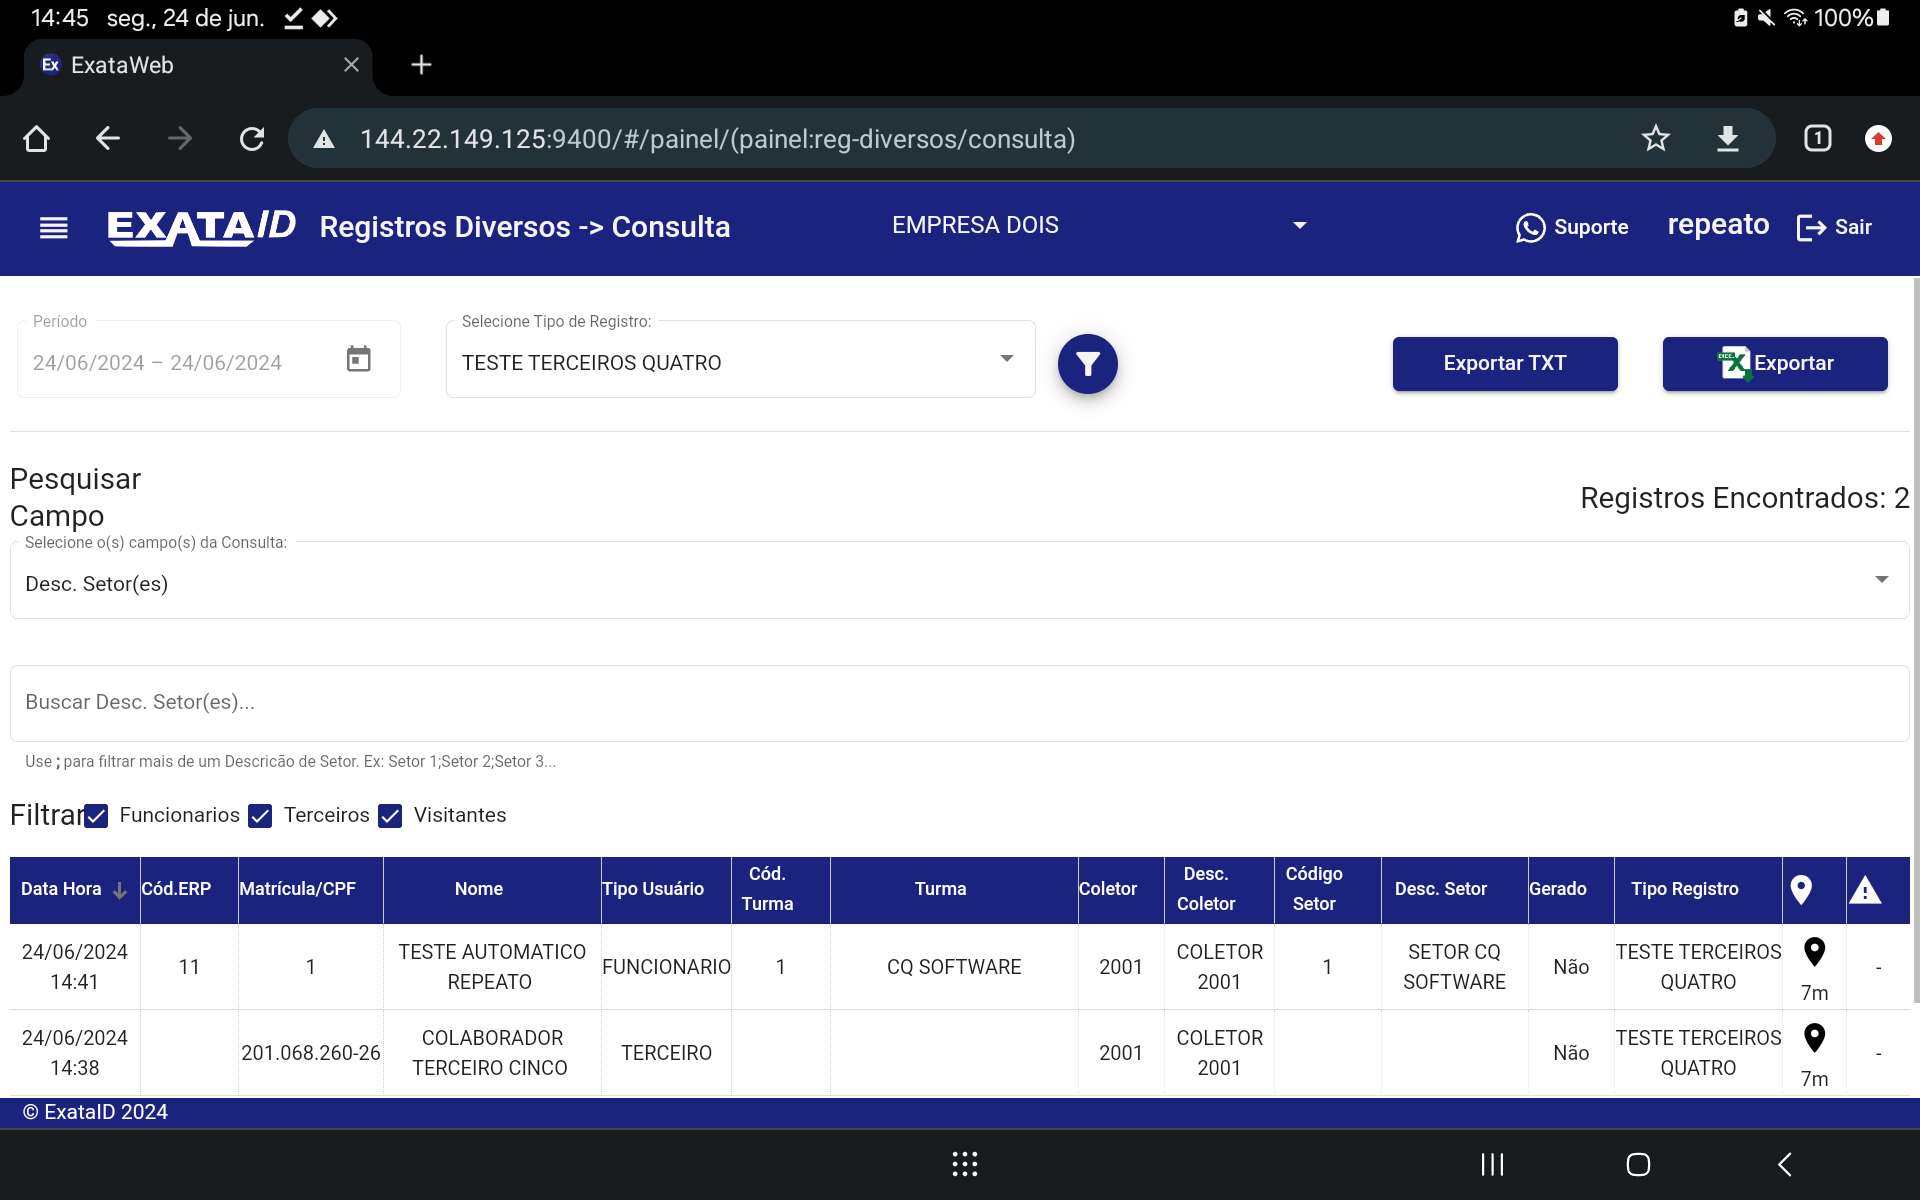 14:45 seg., 24 de jun. 100%
Ex ExataWeb
144.22.149.125:9400/#/painel/(painel:reg-diversos/consulta) 1
EXATAID Registros Diversos -> Consulta EMPRESA DOIS Suporte repeato Sair
Período
24/06/2024 – 24/06/2024
Selecione Tipo de Registro:
TESTE TERCEIROS QUATRO
Exportar TXT
Exportar
Pesquisar
Campo
Registros Encontrados: 2
Selecione o(s) campo(s) da Consulta:
Desc. Setor(es)
Buscar Desc. Setor(es)...
Use ; para filtrar mais de um Descricão de Setor. Ex: Setor 1;Setor 2;Setor 3...
Filtrar Funcionarios Terceiros Visitantes
Data Hora Cód.ERP Matrícula/CPF Nome Tipo Usuário Cód. Turma Turma Coletor Desc. Coletor Código Setor Desc. Setor Gerado Tipo Registro
24/06/2024 14:41 11 1 TESTE AUTOMATICO REPEATO FUNCIONARIO 1 CQ SOFTWARE 2001 COLETOR 2001 1 SETOR CQ SOFTWARE Não TESTE TERCEIROS QUATRO 7m -
24/06/2024 14:38 201.068.260-26 COLABORADOR TERCEIRO CINCO TERCEIRO 2001 COLETOR 2001 Não TESTE TERCEIROS QUATRO 7m -
© ExataID 2024